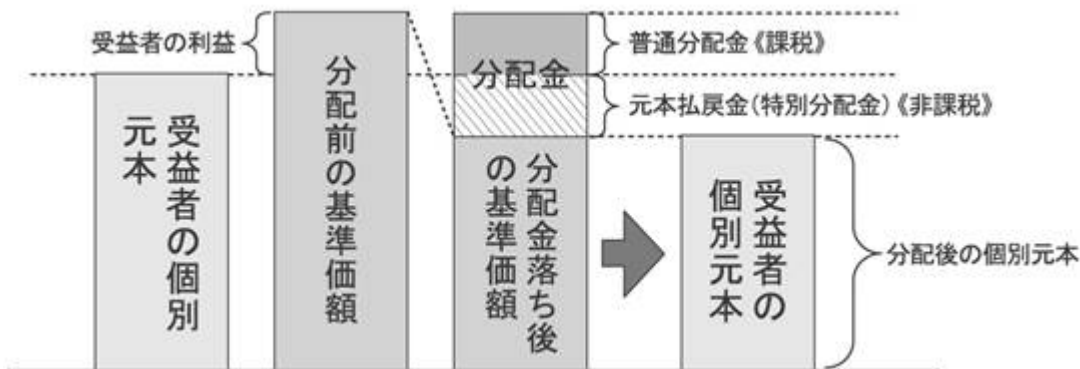 受益者の利益
受益者の個別
元本
分配前の基準価額
分配金
分配金落ち後
の基準価額
普通分配金《課税》
元本払戻金(特別分配金)《非課税》
受益者の
個別元本
分配後の個別元本